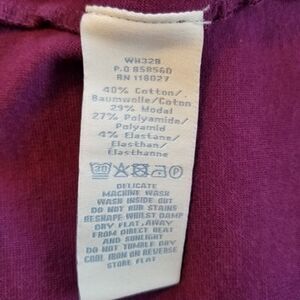 WH328
P.O 858560
RN 118027
40% Cotton/
Baumwolle/Coton
29% Modal
27% Polyamide/
Polyamid
4% Elastane/
Elasthan/
Elasthanne
30 P
DELICATE
MACHINE WASH
WASH INSIDE OUT
DO NOT RUB STAINS
RESHAPE WHILST DAMP
DRY FLAT, AWAY
FROM DIRECT HEAT
AND SUNLIGHT
DO NOT TUMBLE DRY
COOL IRON ON REVERSE
STORE FLAT